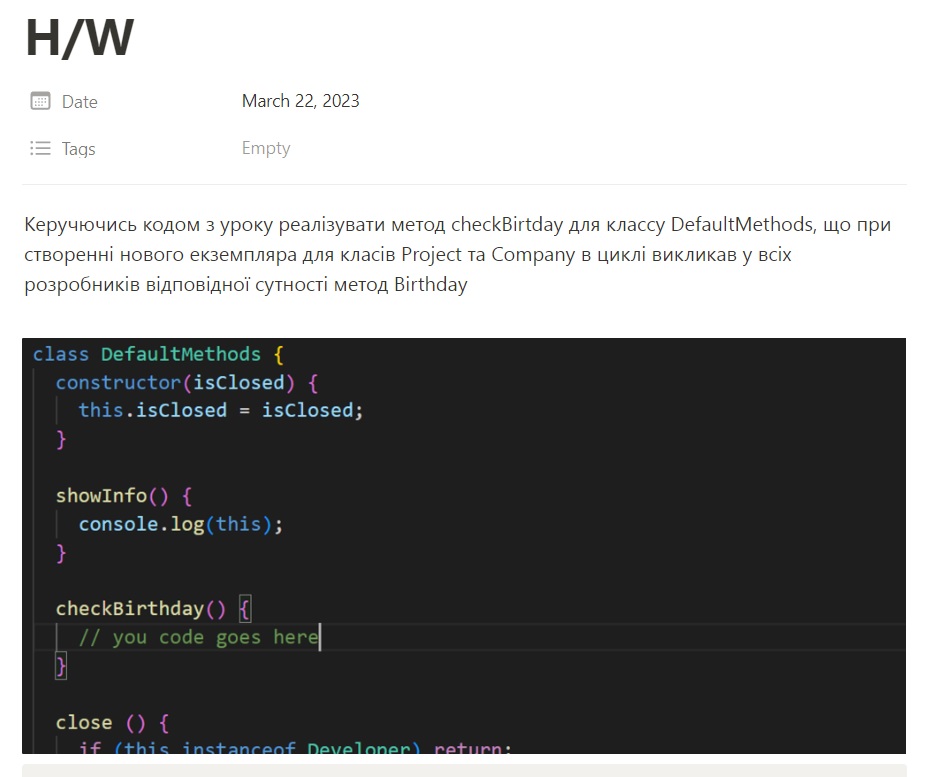 H/W
Date March 22, 2023
Tags Empty
Керуючись кодом з уроку реалізувати метод checkBirtday для классу DefaultMethods, що при
створенні нового екземпляра для класів Project та Company в циклі викликав у всіх
розробників відповідної сутності метод Birthday
class DefaultMethods {
constructor(isClosed) {
this.isClosed = isClosed;
}
showInfo() {
console.log(this);
}
checkBirthday() {
// you code goes here
}
close () {
if (this instanceof Developer) return;